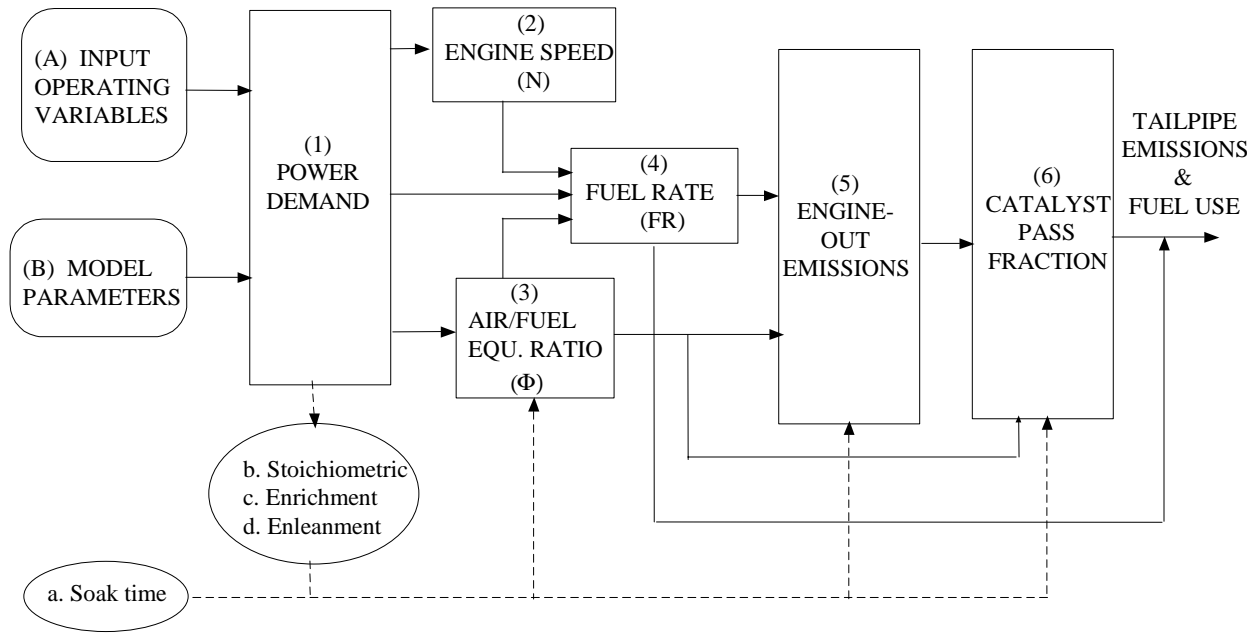 (A) INPUT
OPERATING
VARIABLES
(B) MODEL
PARAMETERS
(1)
POWER
DEMAND
(2)
ENGINE SPEED
(N)
(3)
AIR/FUEL
EQU. RATIO
(Φ)
(4)
FUEL RATE
(FR)
(5)
ENGINE-
OUT
EMISSIONS
(6)
CATALYST
PASS
FRACTION
TAILPIPE
EMISSIONS
&
FUEL USE
b. Stoichiometric
c. Enrichment
d. Enleanment
a. Soak time